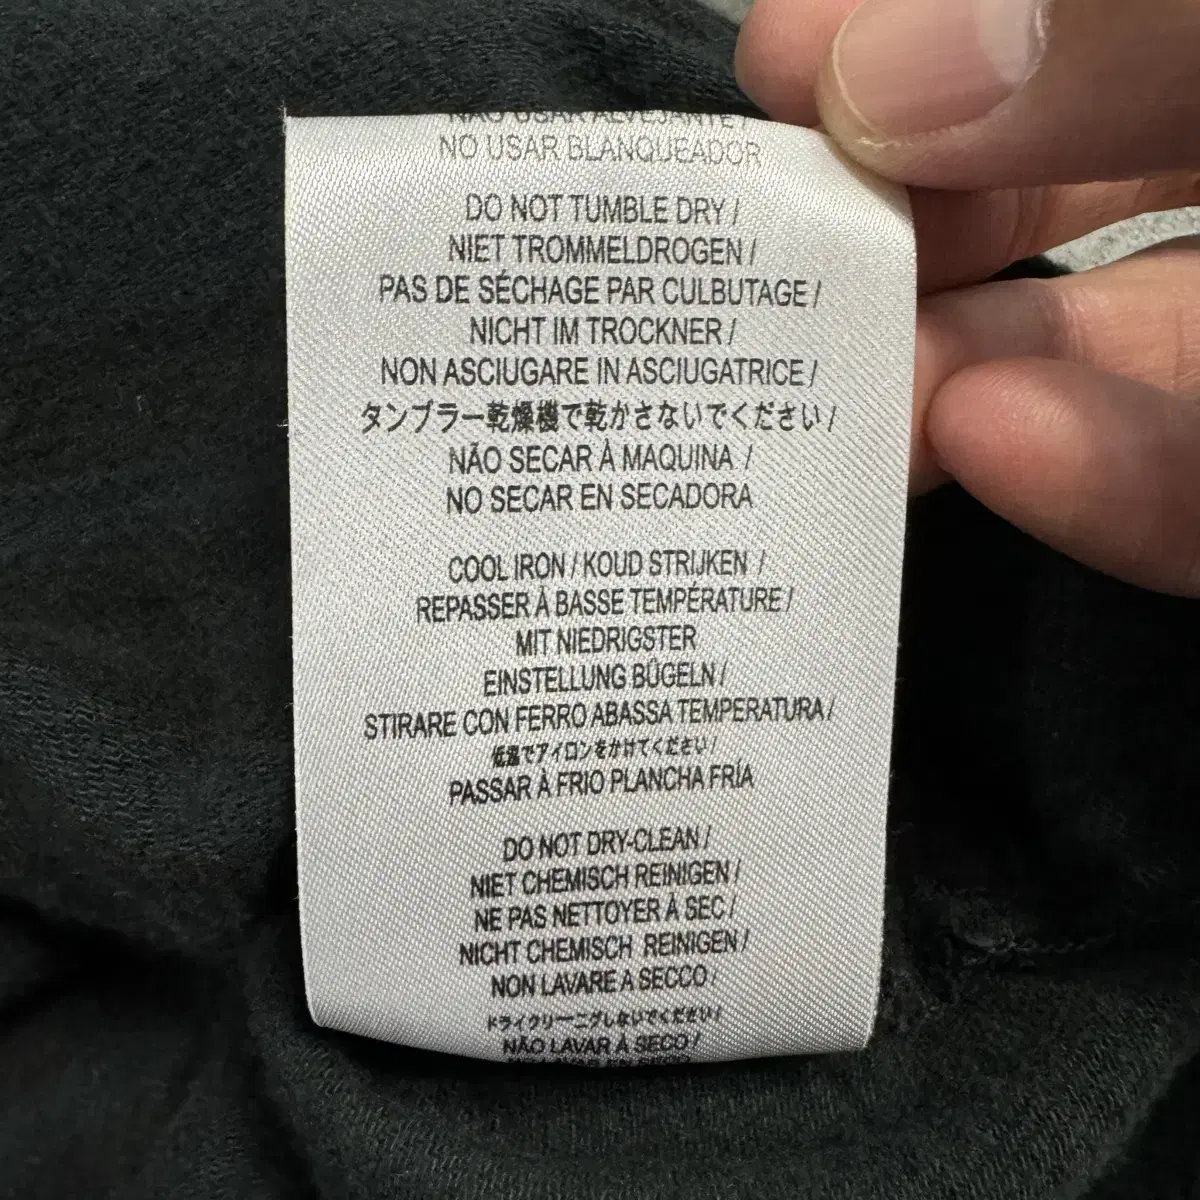 NÃO USAR ALVEJANTE /
NO USAR BLANQUEADOR
DO NOT TUMBLE DRY /
NIET TROMMELDROGEN /
PAS DE SÉCHAGE PAR CULBUTAGE /
NICHT IM TROCKNER /
NON ASCIUGARE IN ASCIUGATRICE /
タンブラー乾燥機で乾かさないでください /
NÃO SECAR À MAQUINA /
NO SECAR EN SECADORA
COOL IRON / KOUD STRIJKEN /
REPASSER À BASSE TEMPÉRATURE /
MIT NIEDRIGSTER
EINSTELLUNG BÜGELN /
STIRARE CON FERRO ABASSA TEMPERATURA /
低温でアイロンをかけてください /
PASSAR À FRIO PLANCHA FRÍA
DO NOT DRY-CLEAN /
NIET CHEMISCH REINIGEN /
NE PAS NETTOYER À SEC /
NICHT CHEMISCH REINIGEN /
NON LAVARE A SECCO /
ドライクリーニグしないでください /
NÃO LAVAR A SECO /